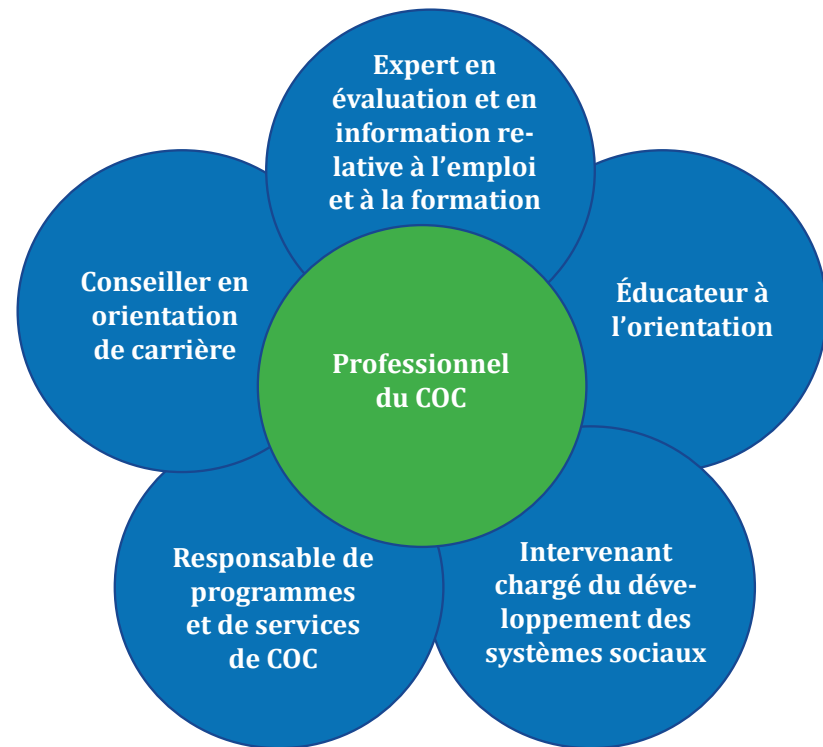 Expert en
évaluation et en
information re-
lative à l’emploi
et à la formation
Conseiller en
orientation
de carrière
Éducateur à
l’orientation
Professionnel
du COC
Responsable de
programmes
et de services
de COC
Intervenant
chargé du déve-
loppement des
systèmes sociaux